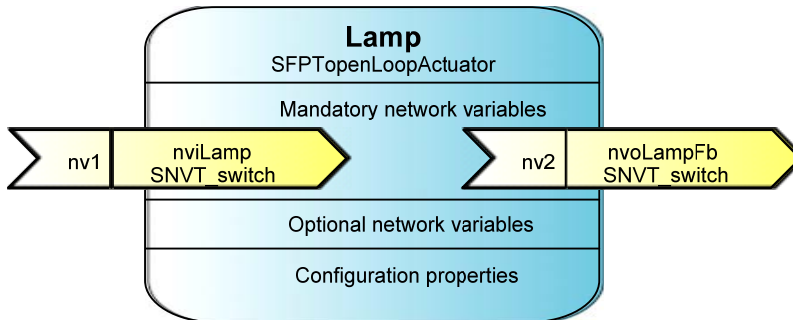 Lamp
SFPTopenLoopActuator
Mandatory network variables
nv1
nviLamp
SNVT_switch
nv2
nvoLampFb
SNVT_switch
Optional network variables
Configuration properties